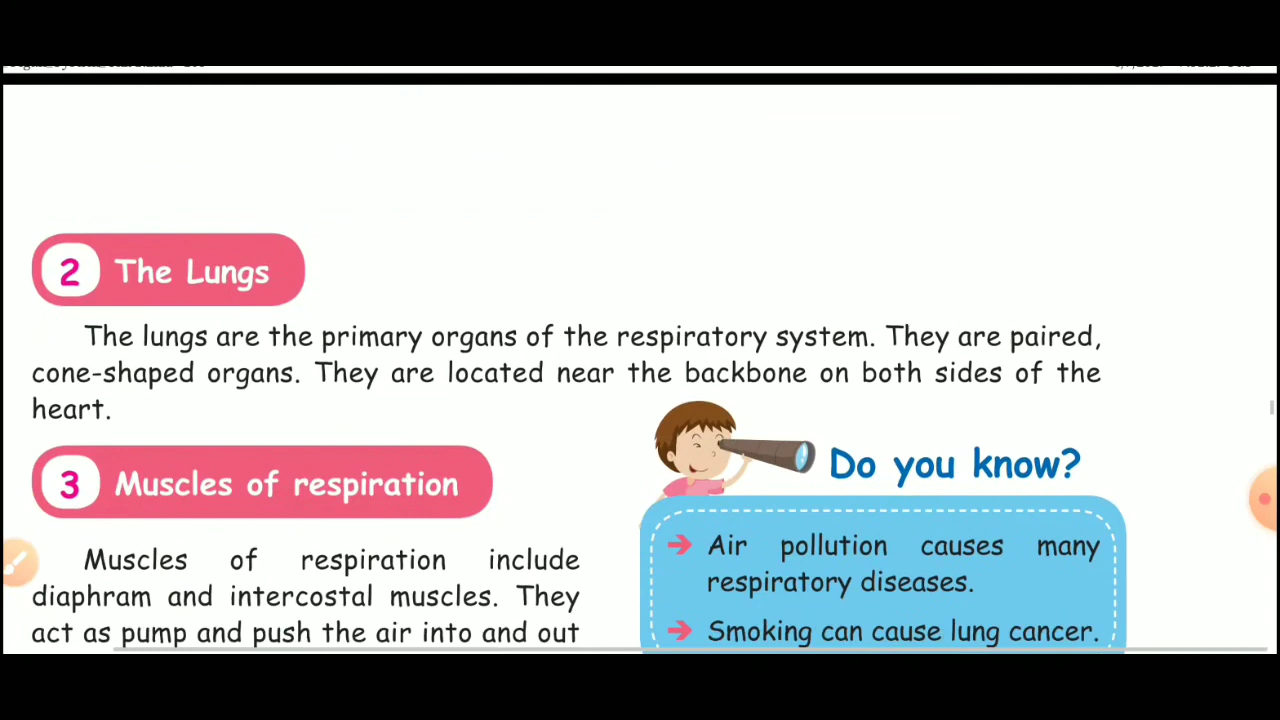 2 The Lungs
The lungs are the primary organs of the respiratory system. They are paired,
cone-shaped organs. They are located near the backbone on both sides of the
heart.
3 Muscles of respiration
Muscles of respiration include
diaphram and intercostal muscles. They
act as pump and push the air into and out
Do you know?
Air pollution causes many
respiratory diseases.
Smoking can cause lung cancer.